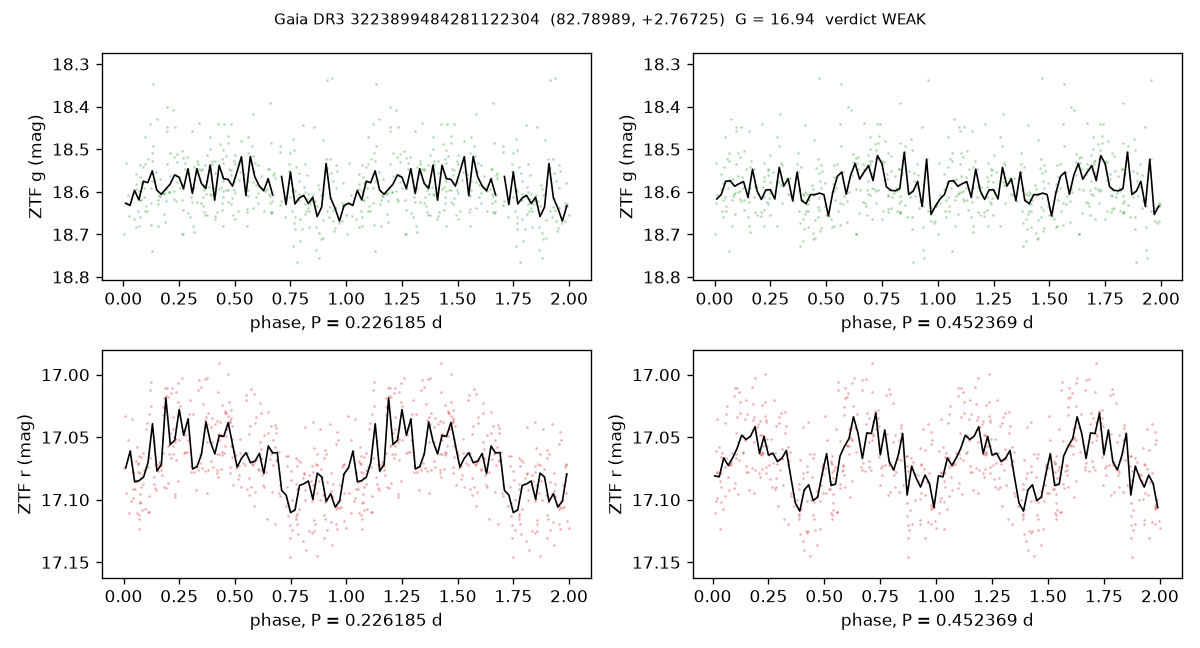 Gaia DR3 3223899484281122304  (82.78989, +2.76725)  G = 16.94  verdict WEAK
18.3
18.4
18.5
18.6
18.7
18.8
ZTF g (mag)
0.00 0.25 0.50 0.75 1.00 1.25 1.50 1.75 2.00
phase, P = 0.226185 d
18.3
18.4
18.5
18.6
18.7
18.8
ZTF g (mag)
0.00 0.25 0.50 0.75 1.00 1.25 1.50 1.75 2.00
phase, P = 0.452369 d
17.00
17.05
17.10
17.15
ZTF r (mag)
0.00 0.25 0.50 0.75 1.00 1.25 1.50 1.75 2.00
phase, P = 0.226185 d
17.00
17.05
17.10
17.15
ZTF r (mag)
0.00 0.25 0.50 0.75 1.00 1.25 1.50 1.75 2.00
phase, P = 0.452369 d